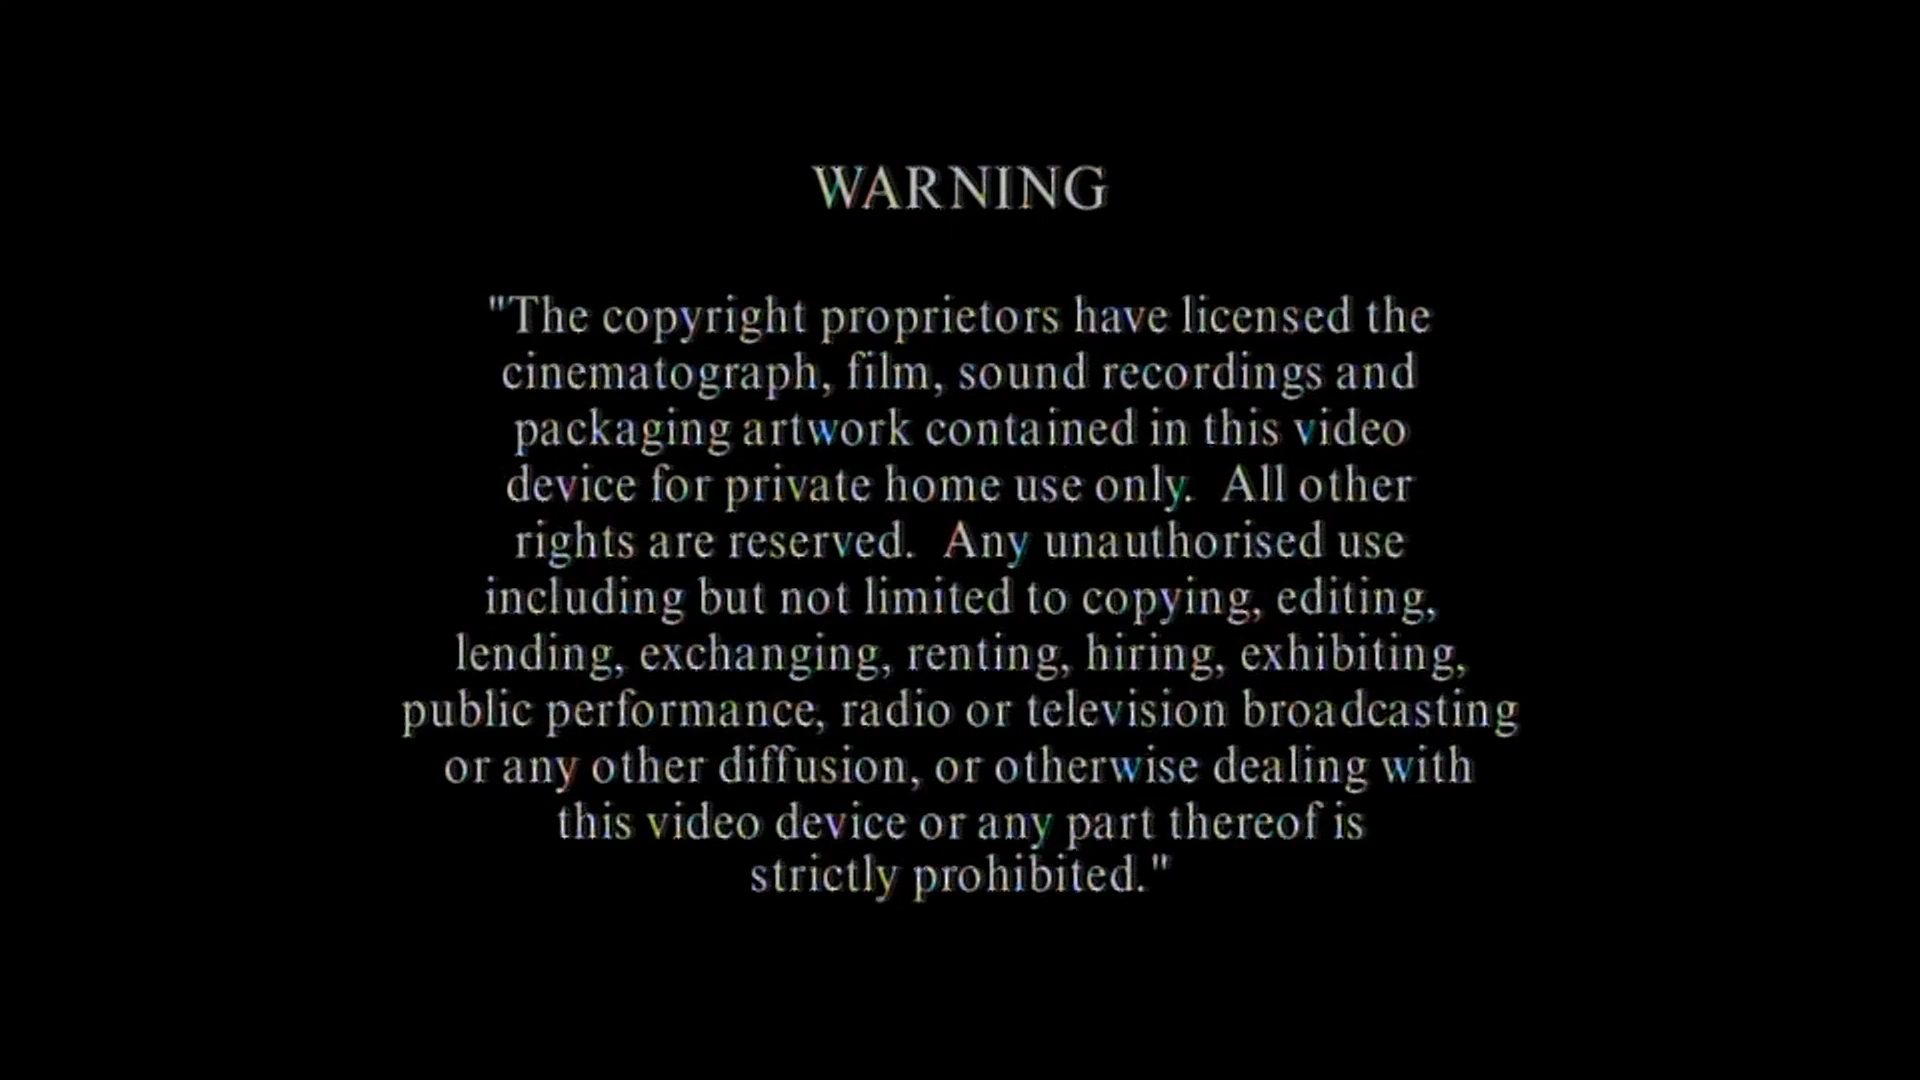 WARNING
"The copyright proprietors have licensed the
cinematograph, film, sound recordings and
packaging artwork contained in this video
device for private home use only.  All other
rights are reserved.  Any unauthorised use
including but not limited to copying, editing,
lending, exchanging, renting, hiring, exhibiting,
public performance, radio or television broadcasting
or any other diffusion, or otherwise dealing with
this video device or any part thereof is
strictly prohibited."